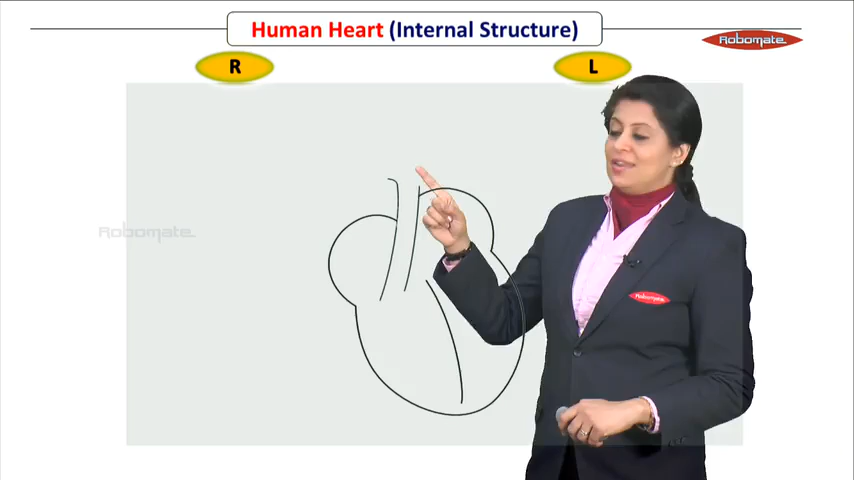 Human Heart (Internal Structure)
Robomate
R
L
Robomate
Robomate